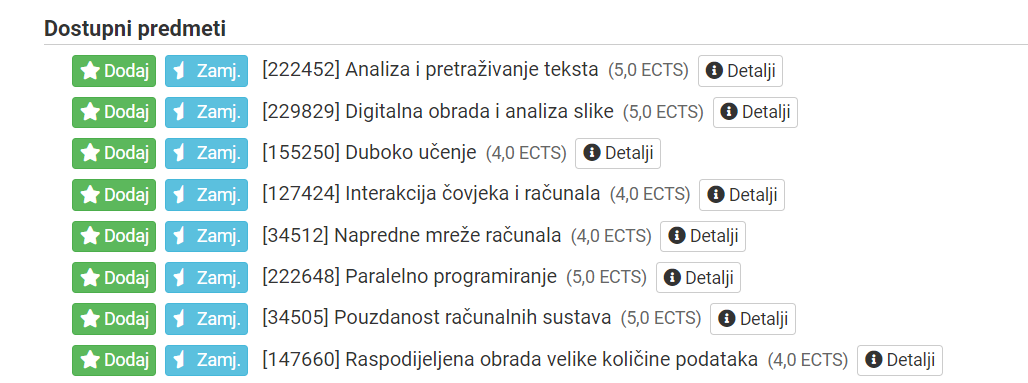 Dostupni predmeti
Dodaj Zamj. [222452] Analiza i pretraživanje teksta (5,0 ECTS) Detalji
Dodaj Zamj. [229829] Digitalna obrada i analiza slike (5,0 ECTS) Detalji
Dodaj Zamj. [155250] Duboko učenje (4,0 ECTS) Detalji
Dodaj Zamj. [127424] Interakcija čovjeka i računala (4,0 ECTS) Detalji
Dodaj Zamj. [34512] Napredne mreže računala (4,0 ECTS) Detalji
Dodaj Zamj. [222648] Paralelno programiranje (5,0 ECTS) Detalji
Dodaj Zamj. [34505] Pouzdanost računalnih sustava (5,0 ECTS) Detalji
Dodaj Zamj. [147660] Raspodijeljena obrada velike količine podataka (4,0 ECTS) Detalji